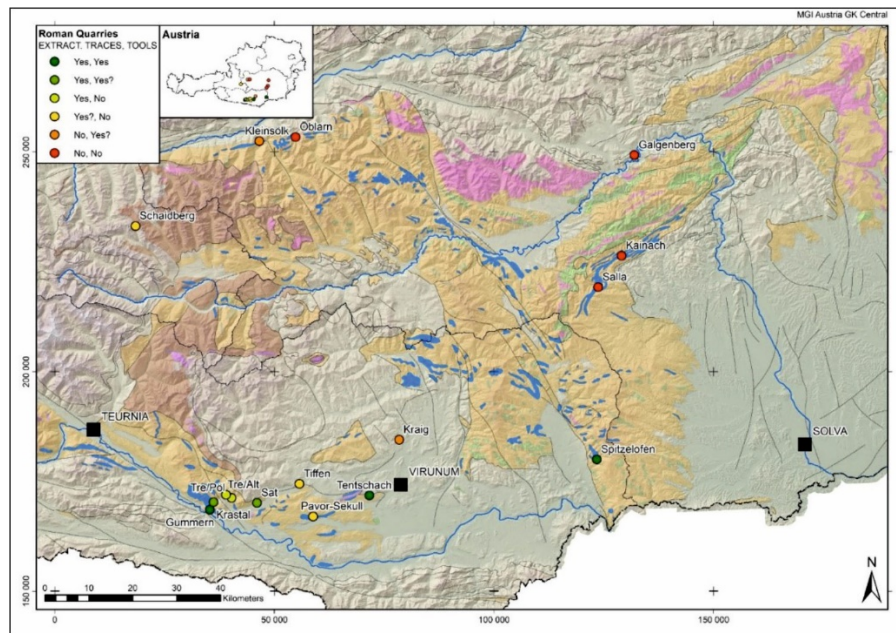 MGI Austria GK Central
Roman Quarries
EXTRACT. TRACES, TOOLS
Yes, Yes
Yes, Yes?
Yes, No
Yes?, No
No, Yes?
No, No
Austria
Kleinsölk
Öblarn
Galgenberg
Schaidberg
Kainach
Salla
TEURNIA
Kraig
SOLVA
Spitzelofen
Tiffen
VIRUNUM
Tre/Pol
Tre/Alt
Sat
Tentschach
Pavor-Sekull
Krastal
Gummern
250 000
200 000
150 000
0 10 20 30 40
Kilometers
N
0
50 000
100 000
150 000